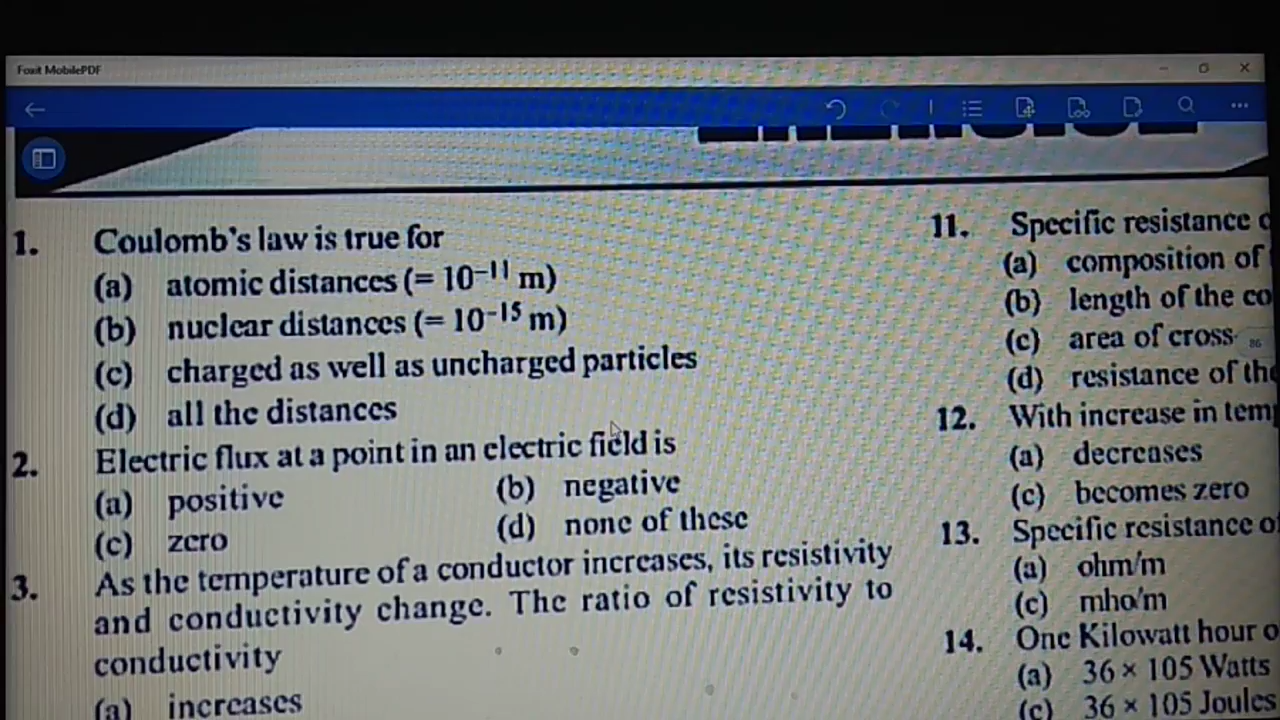 Foxit MobilePDF
1. Coulomb's law is true for
(a) atomic distances (= 10⁻¹¹ m)
(b) nuclear distances (= 10⁻¹⁵ m)
(c) charged as well as uncharged particles
(d) all the distances
2. Electric flux at a point in an electric field is
(a) positive (b) negative
(c) zero (d) none of these
3. As the temperature of a conductor increases, its resistivity
and conductivity change. The ratio of resistivity to
conductivity
(a) increases
11. Specific resistance
(a) composition of
(b) length of the
(c) area of cross-
86
(d) resistance of the
12. With increase in
(a) decreases
(c) becomes zero
13. Specific resistance
(a) ohm/m
(c) mho/m
14. One Kilowatt hour
(a) 36 × 105 Watts
(c) 36 × 105 Joules